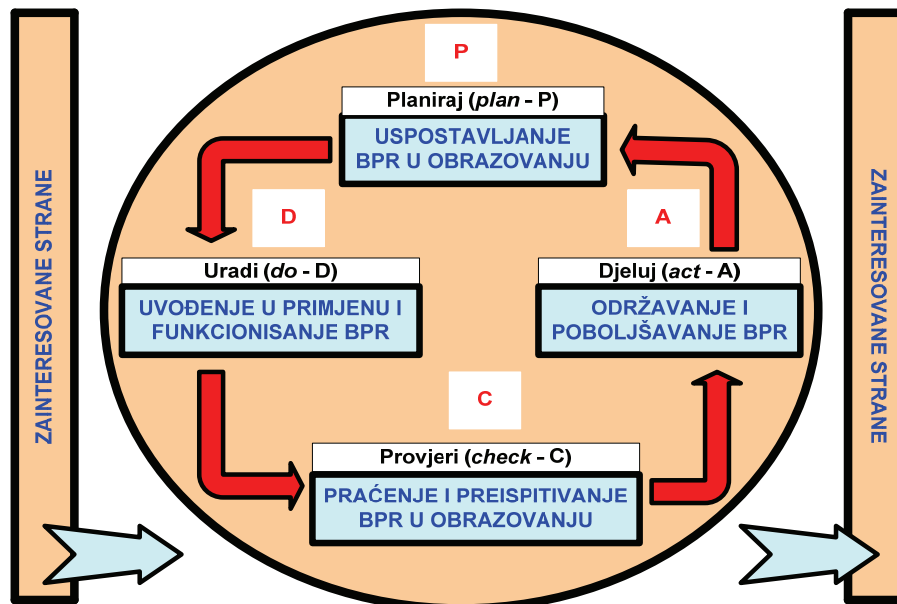 P
Planiraj (plan - P)
USPOSTAVLJANJE
BPR U OBRAZOVANJU
D
A
Uradi (do - D)
UVOĐENJE U PRIMJENU I
FUNKCIONISANJE BPR
Djeluj (act - A)
ODRŽAVANJE I
POBOLJŠAVANJE BPR
C
Provjeri (check - C)
PRAĆENJE I PREISPITIVANJE
BPR U OBRAZOVANJU
ZAINTERESOVANE STRANE
ZAINTERESOVANE STRANE